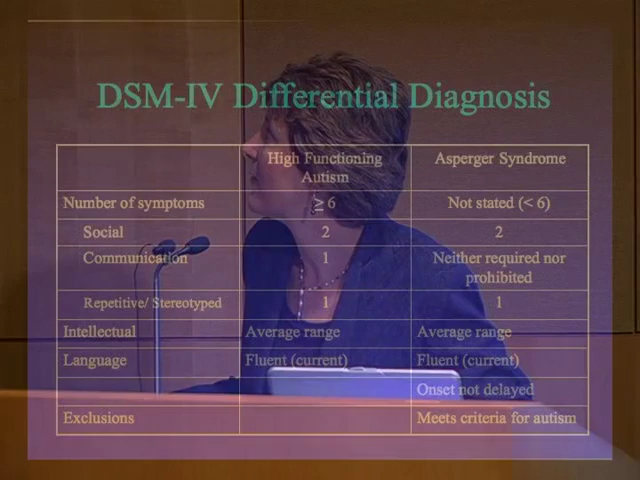 DSM-IV Differential Diagnosis
High Functioning Autism Asperger Syndrome
Number of symptoms ≥ 6 Not stated (< 6)
Social 2 2
Communication 1 Neither required nor prohibited
Repetitive/ Stereotyped 1 1
Intellectual Average range Average range
Language Fluent (current) Fluent (current)
Onset not delayed
Exclusions Meets criteria for autism